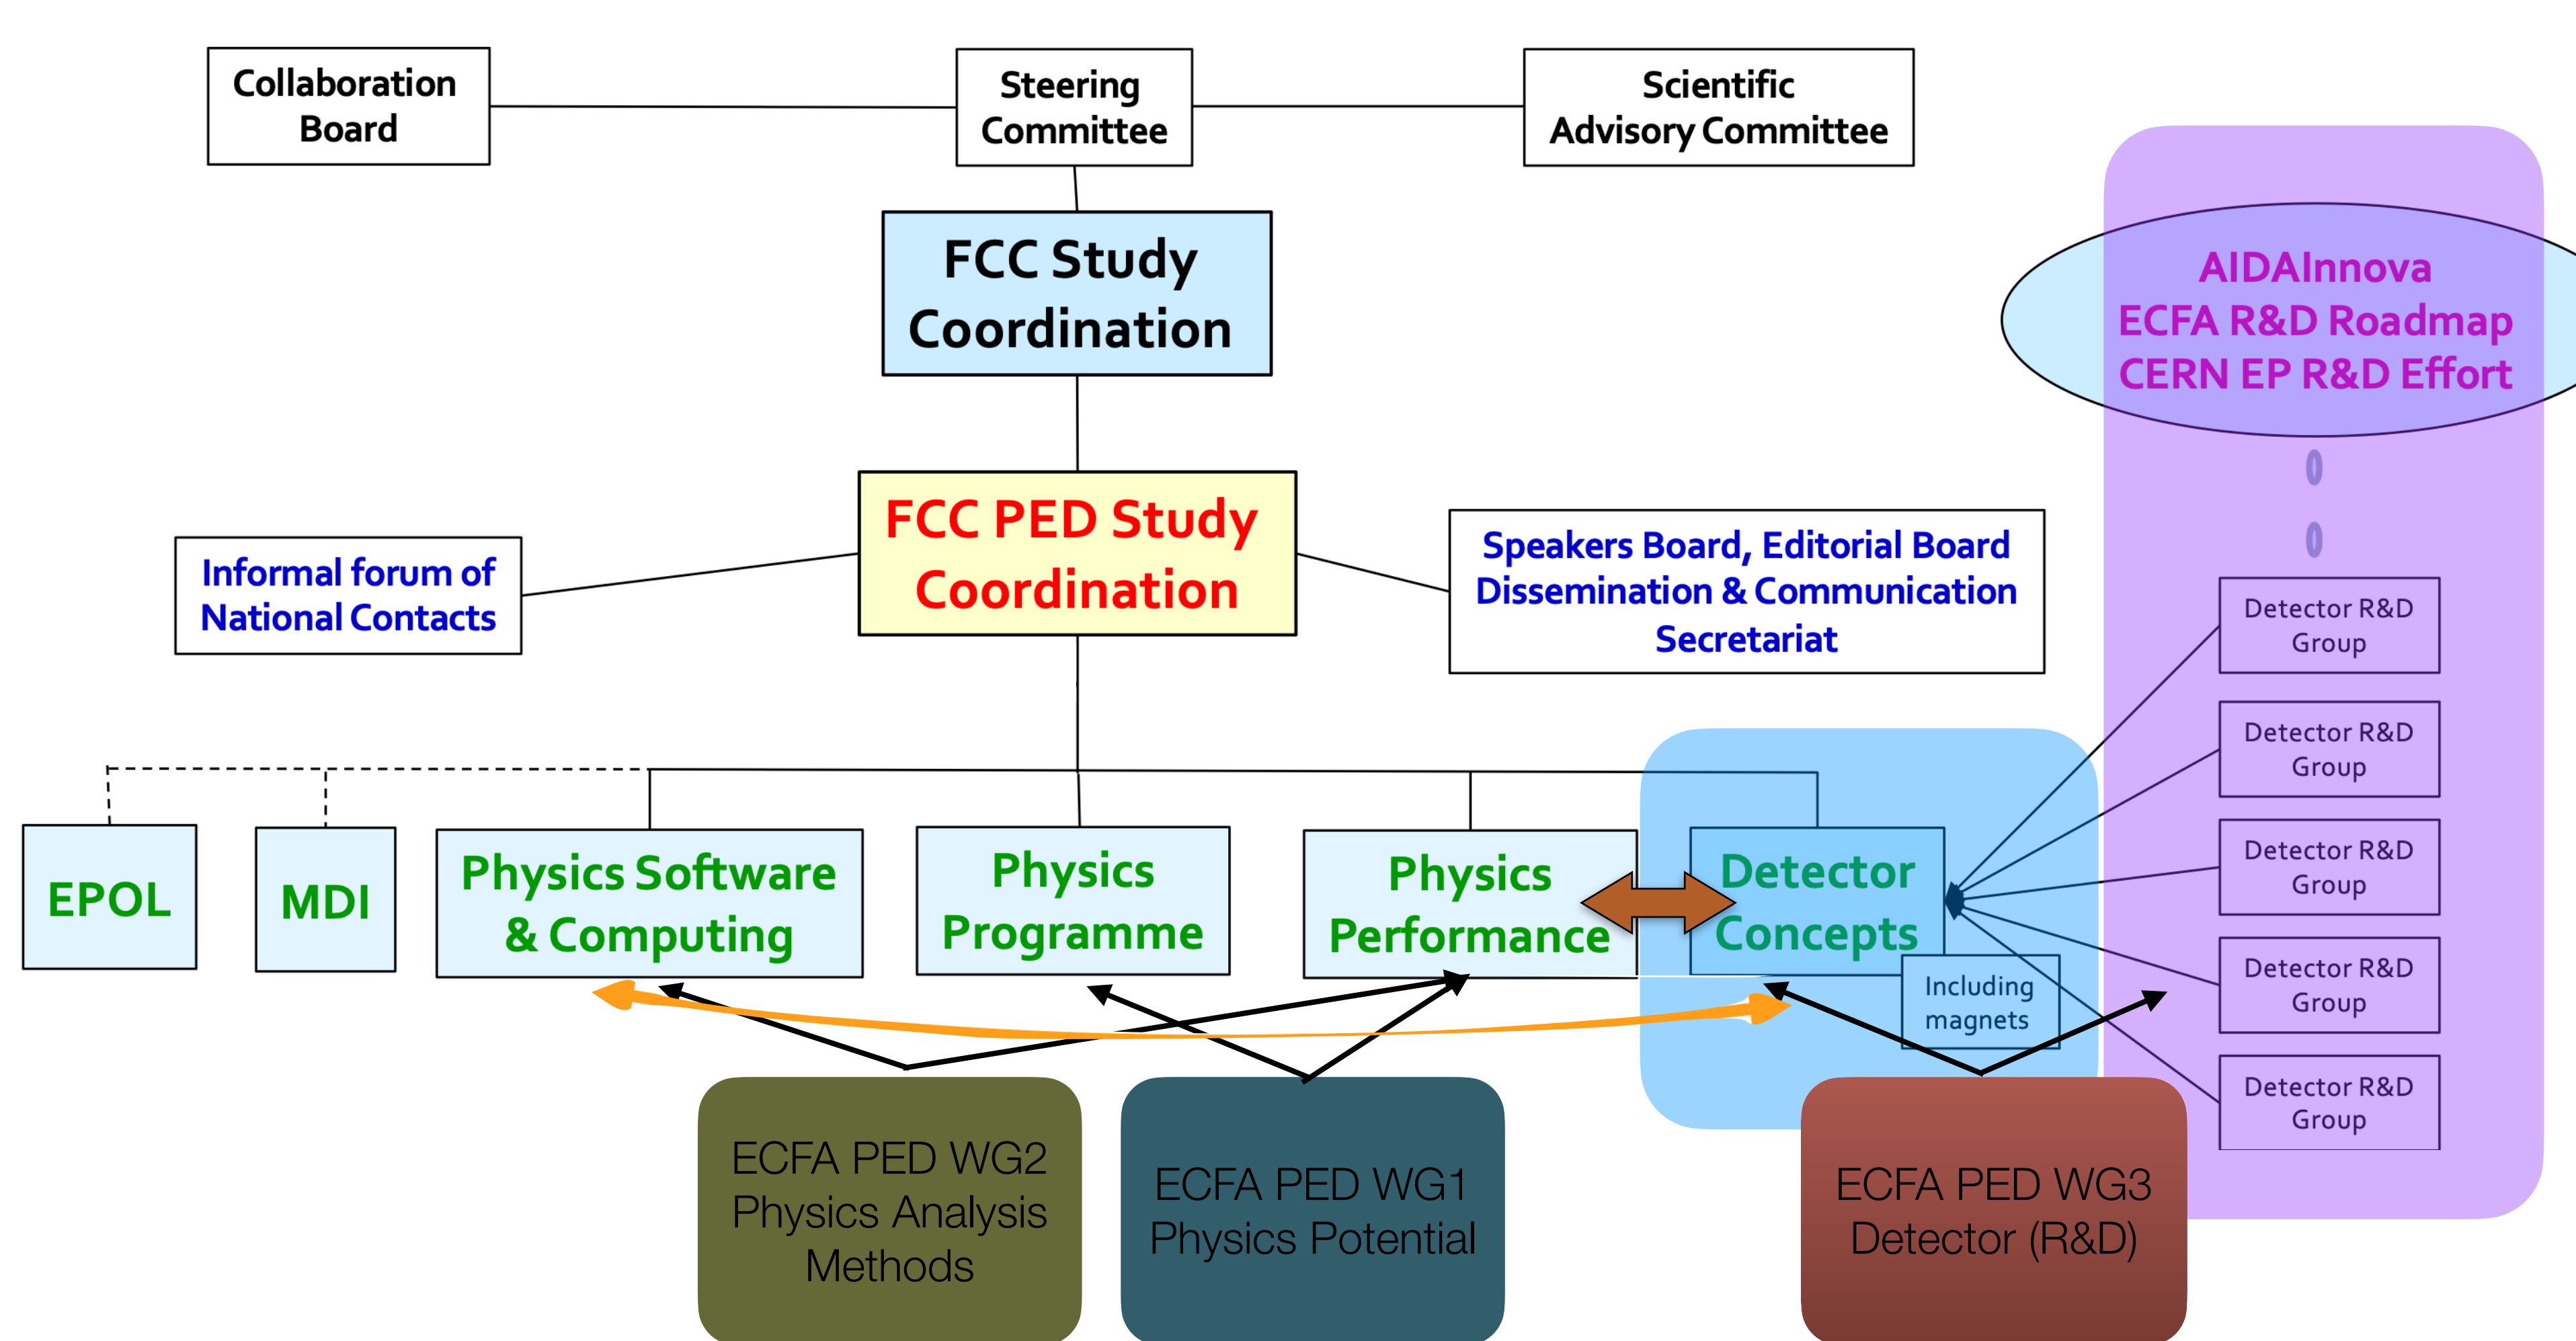 Collaboration
Board
Steering
Committee
Scientific
Advisory Committee
FCC Study
Coordination
AIDAInnova
ECFA R&D Roadmap
CERN EP R&D Effort
FCC PED Study
Coordination
Informal forum of
National Contacts
Speakers Board, Editorial Board
Dissemination & Communication
Secretariat
Detector R&D
Group
Detector R&D
Group
Detector R&D
Group
Detector R&D
Group
Detector R&D
Group
EPOL
MDI
Physics Software
& Computing
Physics
Programme
Physics
Performance
Detector
Concepts
Including
magnets
ECFA PED WG2
Physics Analysis
Methods
ECFA PED WG1
Physics Potential
ECFA PED WG3
Detector (R&D)